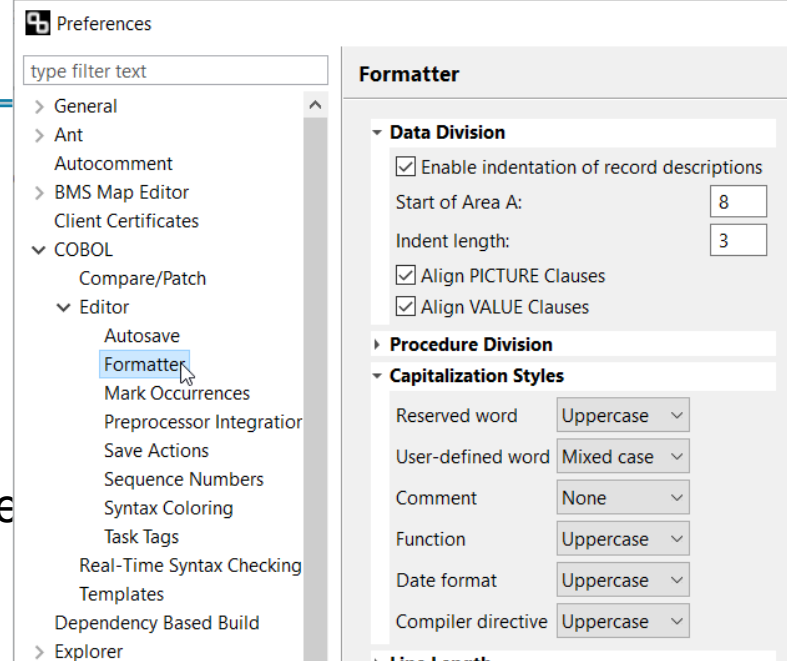 Preferences
type filter text
General
Ant
Autocomment
BMS Map Editor
Client Certificates
COBOL
Compare/Patch
Editor
Autosave
Formatter
Mark Occurrences
Preprocessor Integration
Save Actions
Sequence Numbers
Syntax Coloring
Task Tags
Real-Time Syntax Checking
Templates
Dependency Based Build
Explorer
Formatter
Data Division
Enable indentation of record descriptions
Start of Area A: 8
Indent length: 3
Align PICTURE Clauses
Align VALUE Clauses
Procedure Division
Capitalization Styles
Reserved word Uppercase
User-defined word Mixed case
Comment None
Function Uppercase
Date format Uppercase
Compiler directive Uppercase
Line Length
e